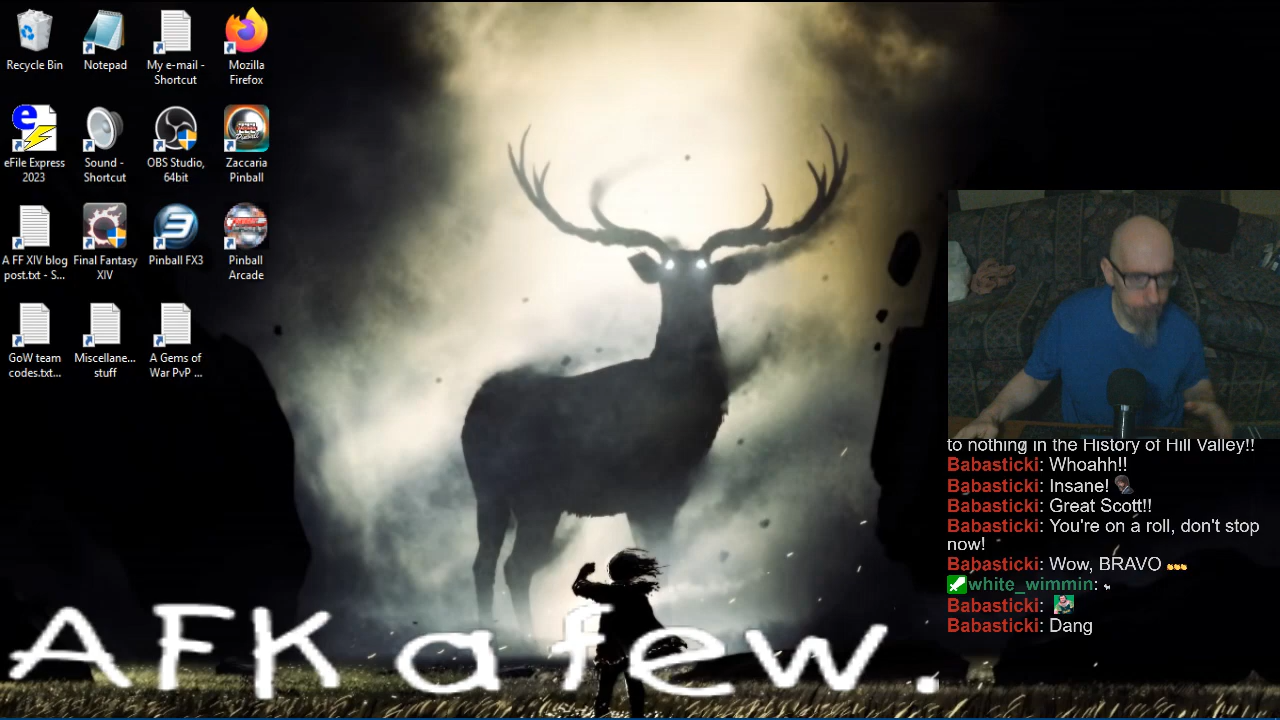 Recycle Bin
Notepad
My e-mail -
Shortcut
Mozilla
Firefox
eFile Express
2023
Sound -
Shortcut
OBS Studio,
64bit
Zaccaria
Pinball
A FF XIV blog
post.txt - S...
Final Fantasy
XIV
Pinball FX3
Pinball
Arcade
GoW team
codes.txt...
Miscellane...
stuff
A Gems of
War PvP ...
to nothing in the History of Hill Valley!!
Babasticki: Whoahh!!
Babasticki: Insane!
Babasticki: Great Scott!!
Babasticki: You're on a roll, don't stop
now!
Babasticki: Wow, BRAVO
white_wimmin:
Babasticki:
Babasticki: Dang
AFK a few.